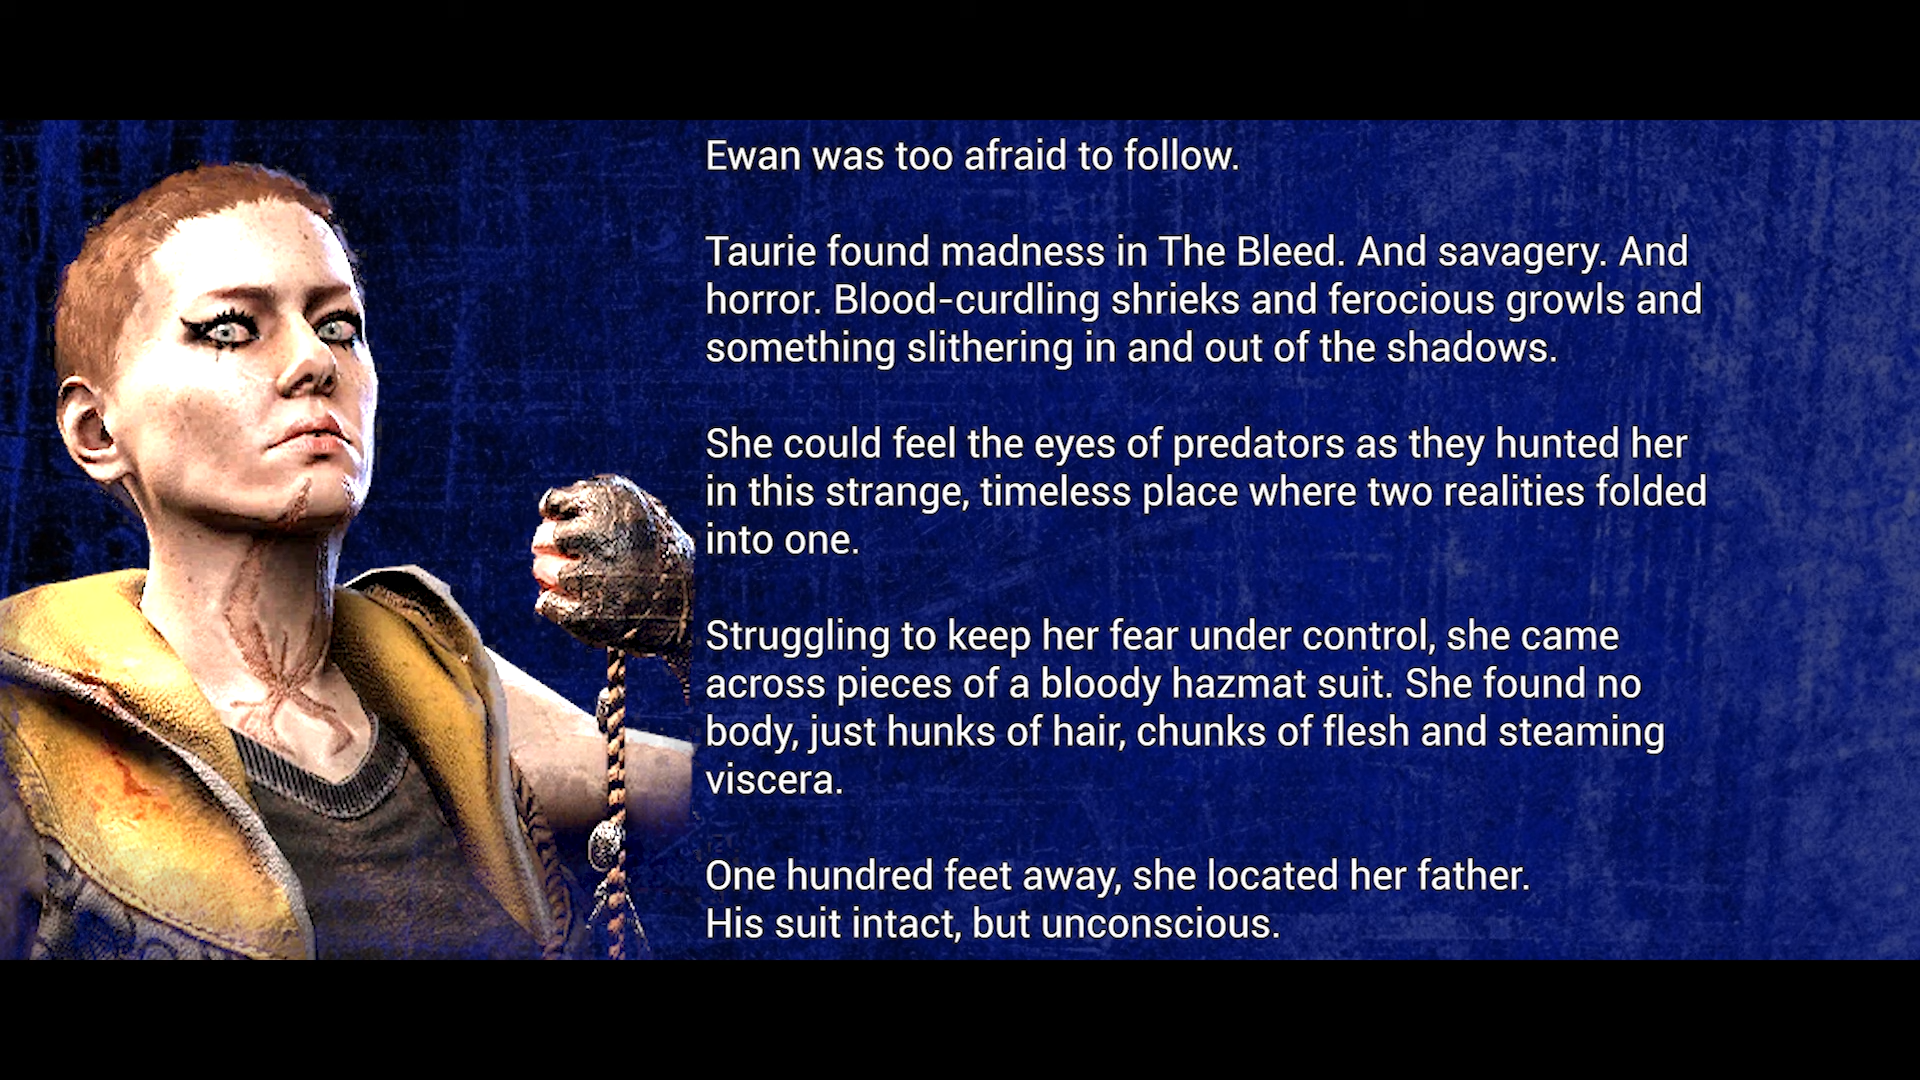 Ewan was too afraid to follow.
Taurie found madness in The Bleed. And savagery. And
horror. Blood-curdling shrieks and ferocious growls and
something slithering in and out of the shadows.
She could feel the eyes of predators as they hunted her
in this strange, timeless place where two realities folded
into one.
Struggling to keep her fear under control, she came
across pieces of a bloody hazmat suit. She found no
body, just hunks of hair, chunks of flesh and steaming
viscera.
One hundred feet away, she located her father.
His suit intact, but unconscious.